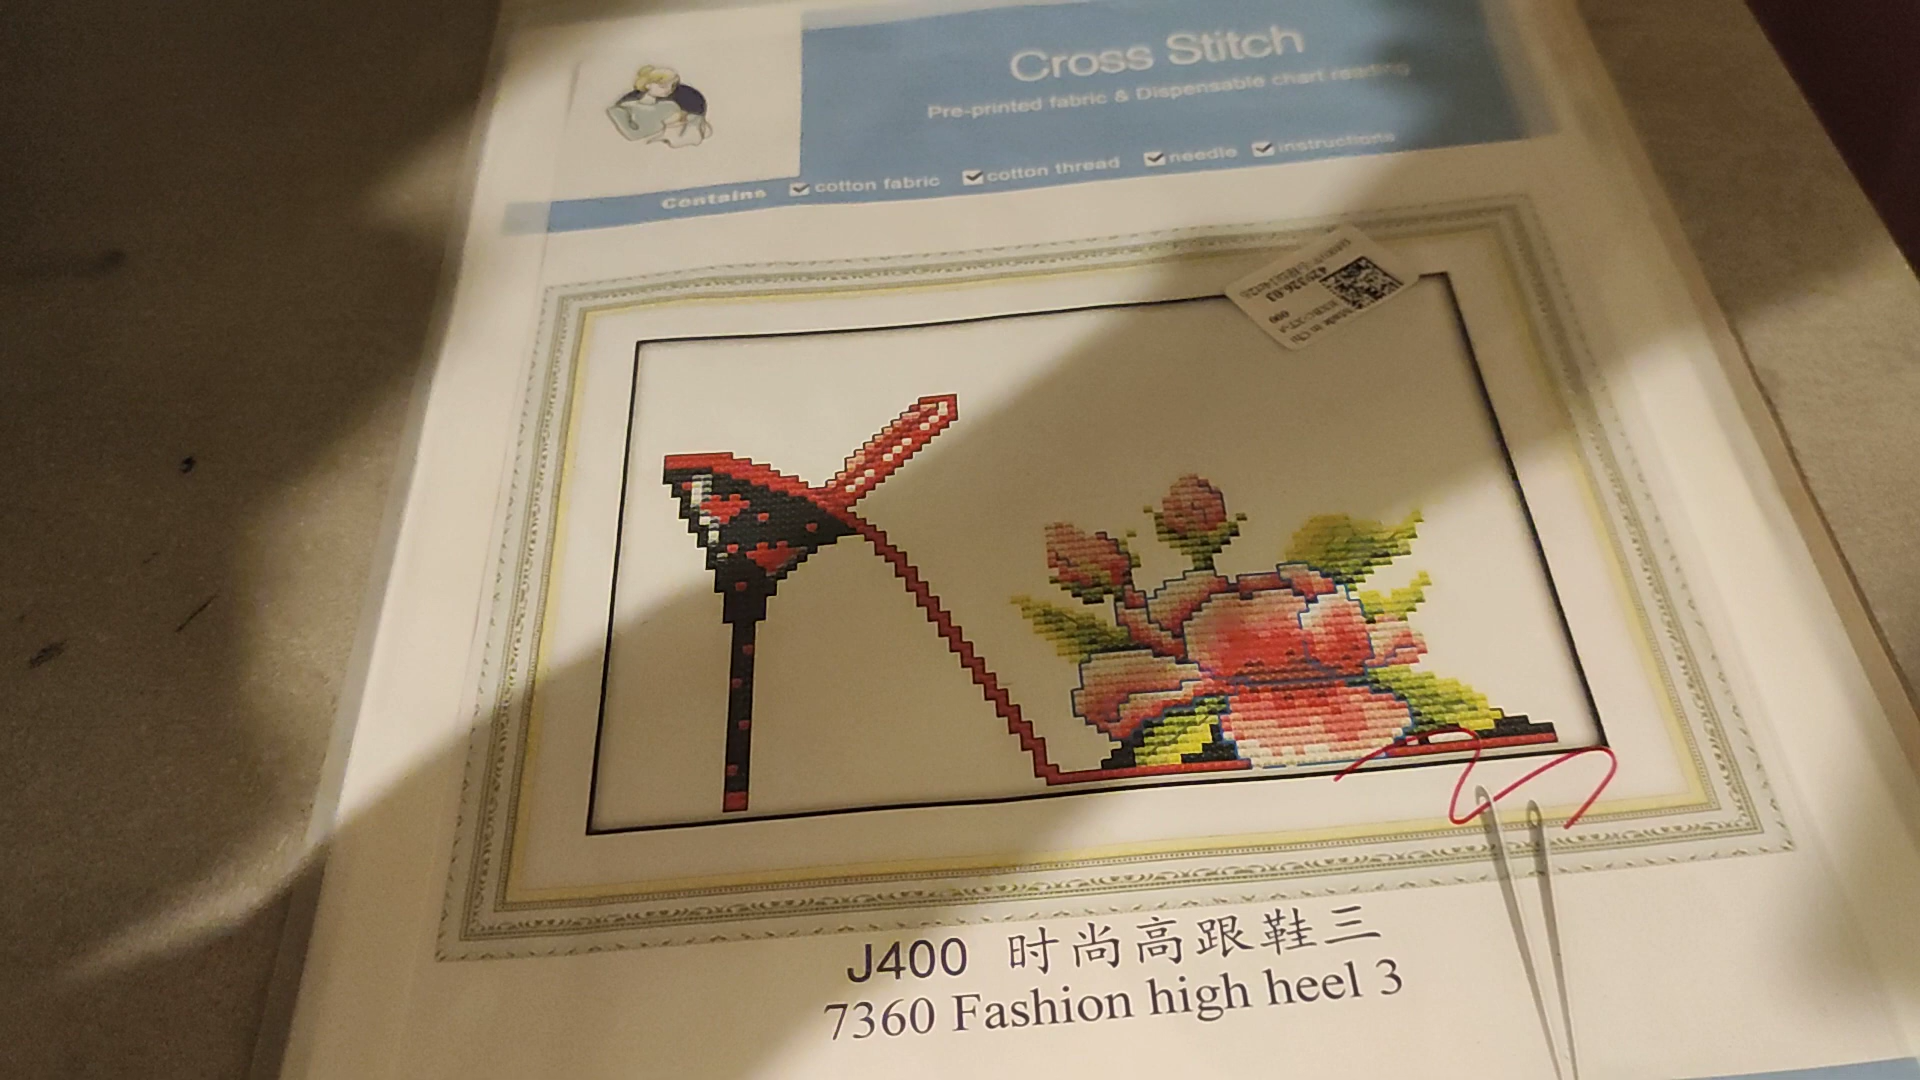 Cross Stitch
Pre-printed fabric & Dispensable chart reading
Contains cotton fabric cotton thread needle instructions
J400 时尚高跟鞋三
7360 Fashion high heel 3